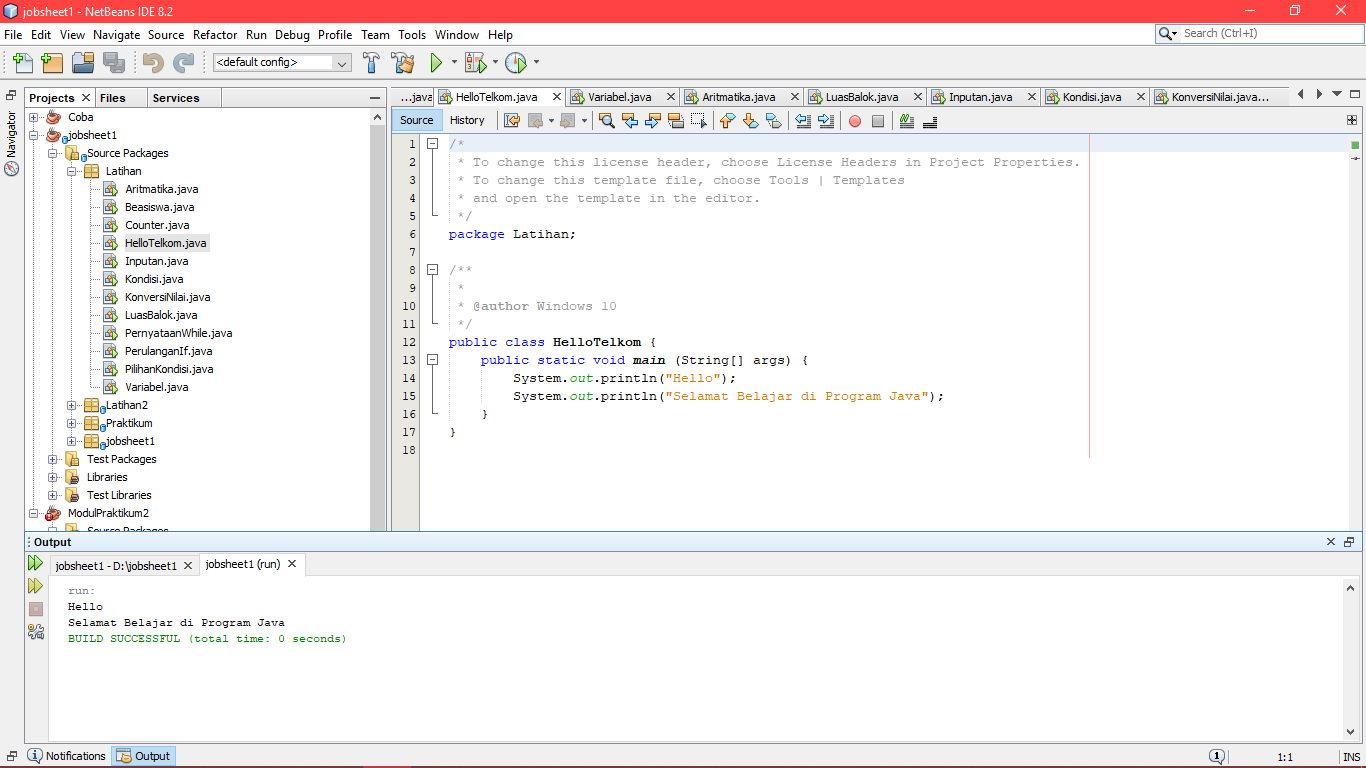 jobsheet1 - NetBeans IDE 8.2
File Edit View Navigate Source Refactor Run Debug Profile Team Tools Window Help
Search (Ctrl+I)
<default config>
Projects Files Services
...java HelloTelkom.java Variabel.java Aritmatika.java LuasBalok.java Inputan.java Kondisi.java KonversiNilai.java...
Navigator
Source History
Coba
jobsheet1
Source Packages
Latihan
Aritmatika.java
Beasiswa.java
Counter.java
HelloTelkom.java
Inputan.java
Kondisi.java
KonversiNilai.java
LuasBalok.java
PernyataanWhile.java
PerulanganIf.java
PilihanKondisi.java
Variabel.java
Latihan2
Praktikum
jobsheet1
Test Packages
Libraries
Test Libraries
ModulPraktikum2
Source Packages
1 /*
2 * To change this license header, choose License Headers in Project Properties.
3 * To change this template file, choose Tools | Templates
4 * and open the template in the editor.
5 */
6 package Latihan;
7
8 /**
9 *
10 * @author Windows 10
11 */
12 public class HelloTelkom {
13 public static void main (String[] args) {
14 System.out.println("Hello");
15 System.out.println("Selamat Belajar di Program Java");
16 }
17 }
18
Output
jobsheet1 - D:\jobsheet1 jobsheet1 (run)
run:
Hello
Selamat Belajar di Program Java
BUILD SUCCESSFUL (total time: 0 seconds)
Notifications Output 1 1:1 INS